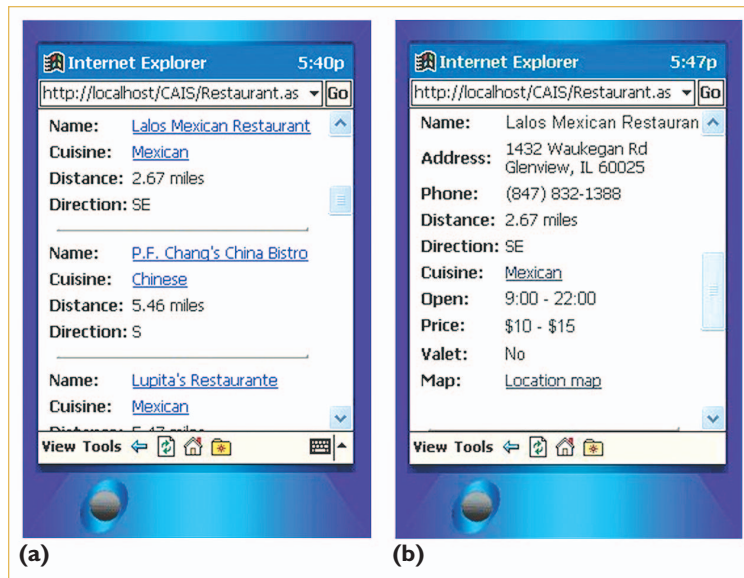 Internet Explorer 5:40p
http://localhost/CAIS/Restaurant.as Go
Name: Lalos Mexican Restaurant
Cuisine: Mexican
Distance: 2.67 miles
Direction: SE
Name: P.F. Chang's China Bistro
Cuisine: Chinese
Distance: 5.46 miles
Direction: S
Name: Lupita's Restaurante
Cuisine: Mexican
Distance: 5.47 miles
View Tools
(a)
Internet Explorer 5:47p
http://localhost/CAIS/Restaurant.as Go
Name: Lalos Mexican Restauran
Address: 1432 Waukegan Rd
Glenview, IL 60025
Phone: (847) 832-1388
Distance: 2.67 miles
Direction: SE
Cuisine: Mexican
Open: 9:00 - 22:00
Price: $10 - $15
Valet: No
Map: Location map
View Tools
(b)